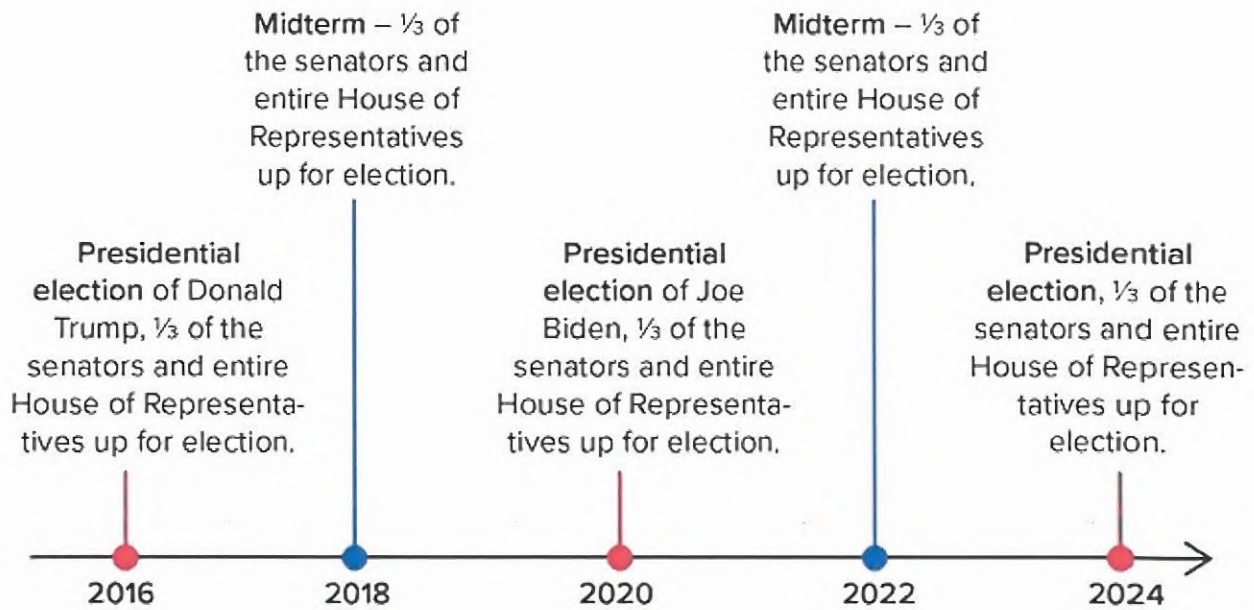 Midterm – ⅓ of
the senators and
entire House of
Representatives
up for election.
Midterm – ⅓ of
the senators and
entire House of
Representatives
up for election.
Presidential
election of Donald
Trump, ⅓ of the
senators and entire
House of Representa-
tives up for election.
Presidential
election of Joe
Biden, ⅓ of the
senators and entire
House of Representa-
tives up for election.
Presidential
election, ⅓ of the
senators and entire
House of Represen-
tatives up for
election.
2016
2018
2020
2022
2024